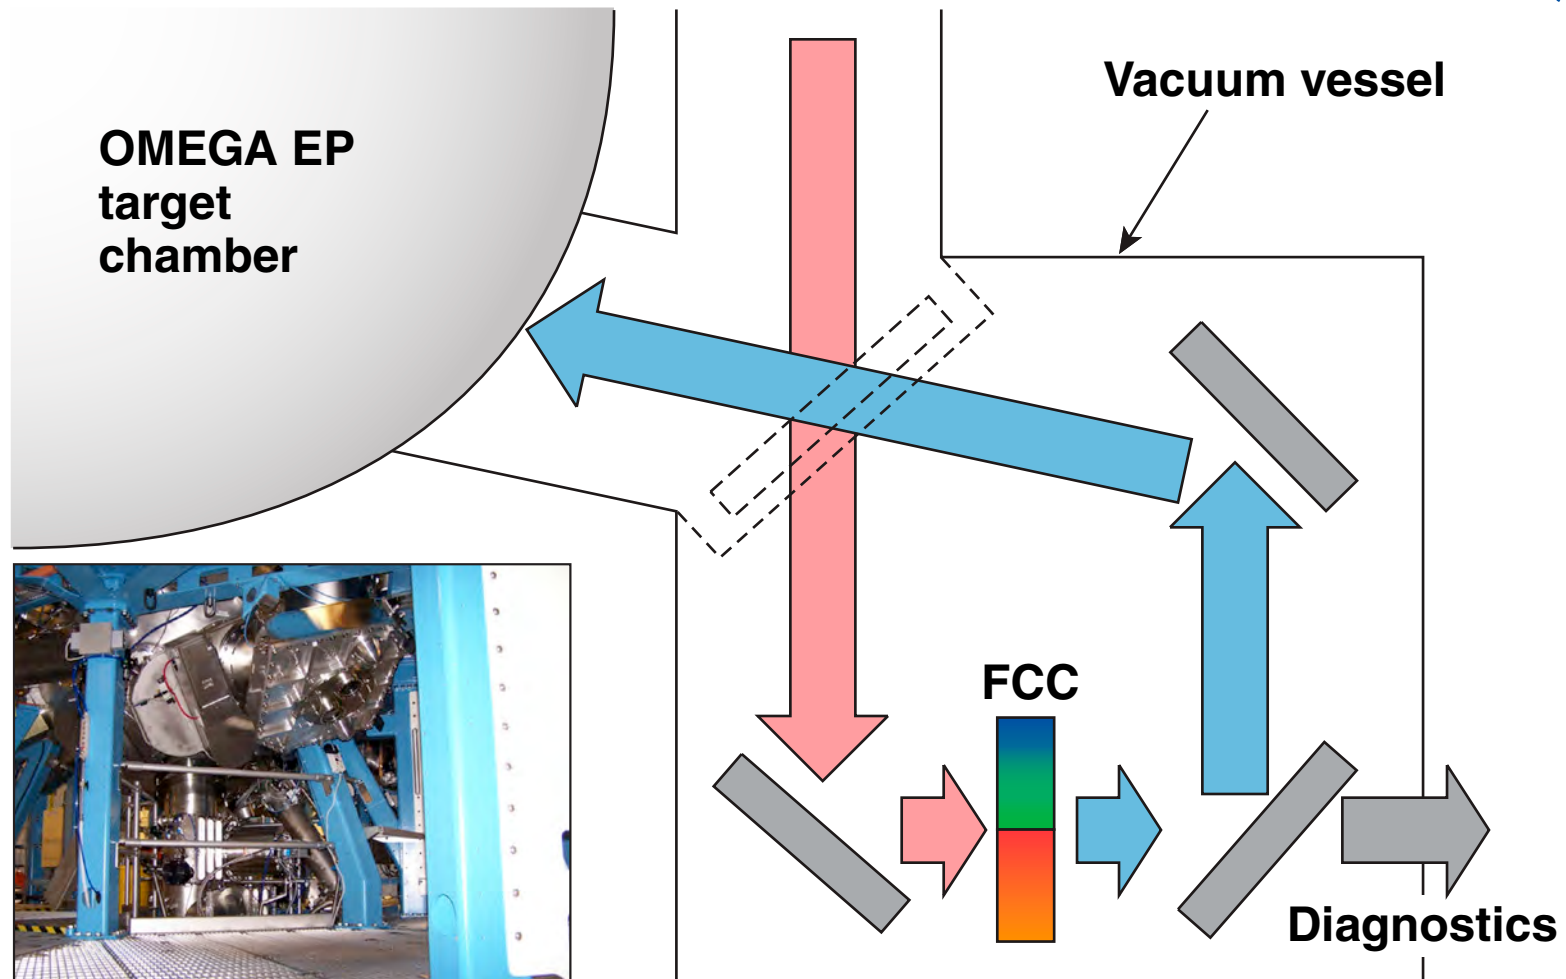 OMEGA EP
target
chamber
Vacuum vessel
FCC
Diagnostics